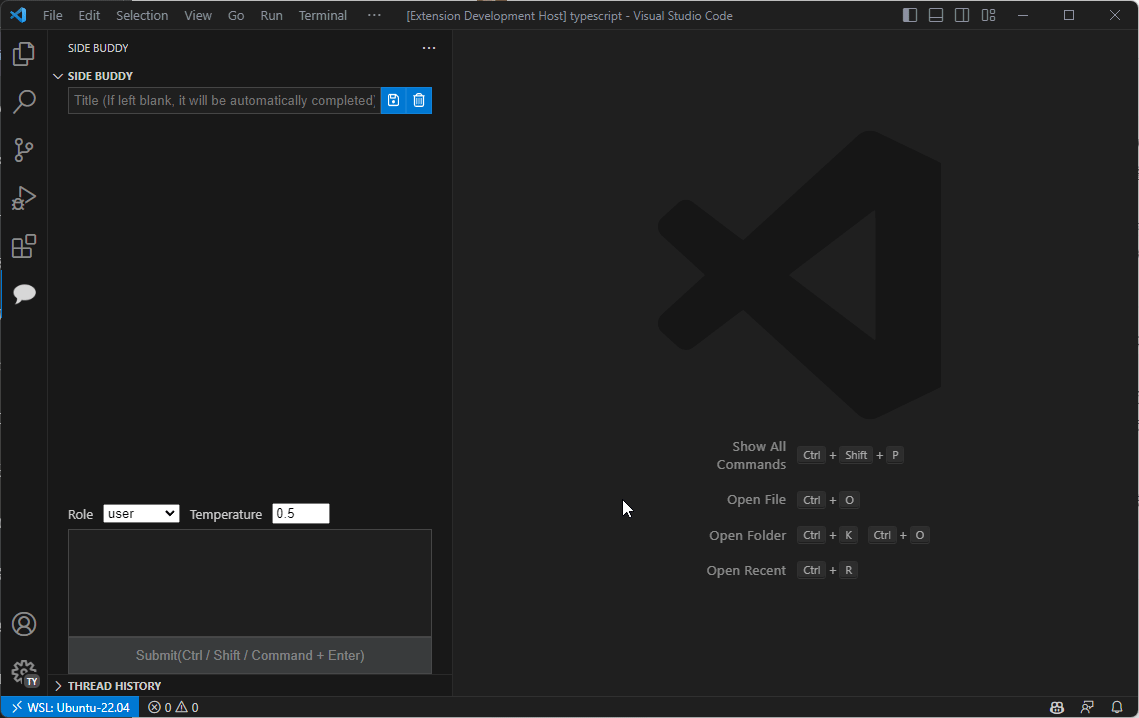 File Edit Selection View Go Run Terminal ··· [Extension Development Host] typescript - Visual Studio Code
SIDE BUDDY ···
SIDE BUDDY
Title (If left blank, it will be automatically completed)
Show All
Commands Ctrl + Shift + P
Open File Ctrl + O
Role user Temperature 0.5
Open Folder Ctrl + K Ctrl + O
Open Recent Ctrl + R
Submit(Ctrl / Shift / Command + Enter)
TY
THREAD HISTORY
WSL: Ubuntu-22.04 0 0